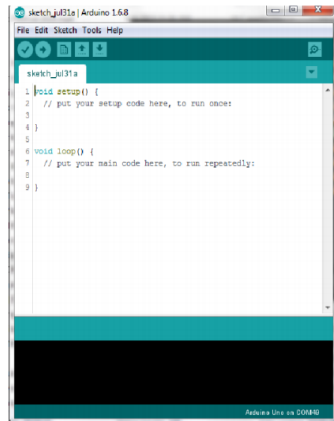 sketch_jul31a | Arduino 1.6.8
File Edit Sketch Tools Help
sketch_jul31a
1 void setup() {
2 // put your setup code here, to run once:
3
4 }
5
6 void loop() {
7 // put your main code here, to run repeatedly:
8
9 }
Arduino Uno on COM48